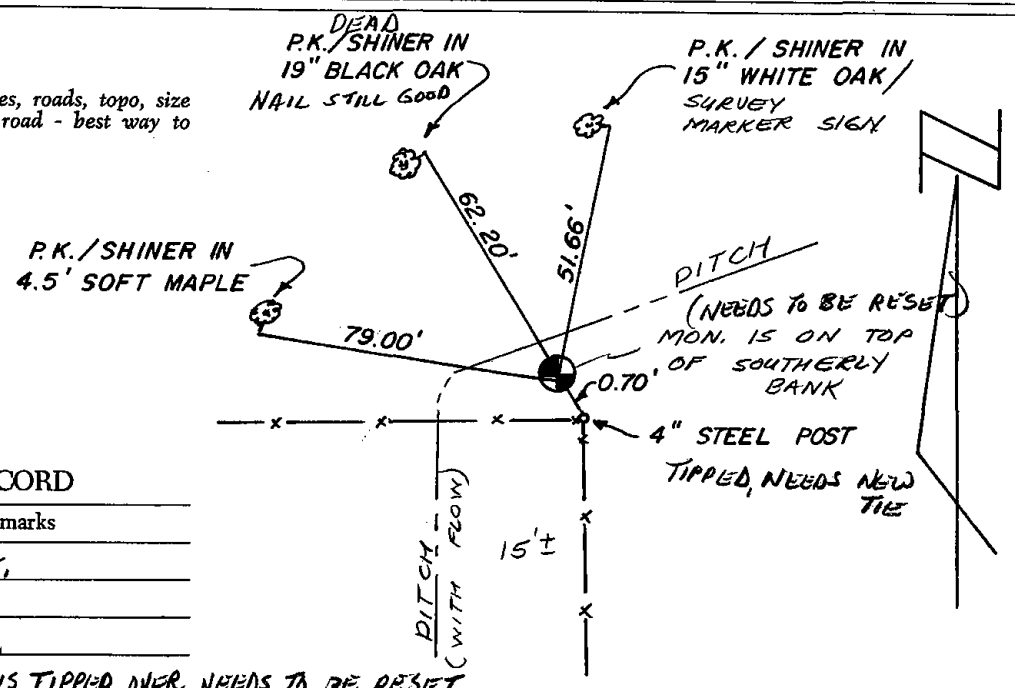 DEAD
P.K./SHINER IN
19" BLACK OAK
NAIL STILL GOOD
P.K. / SHINER IN
15" WHITE OAK/
SURVEY
MARKER SIGN
es, roads, topo, size
road - best way to
P.K./SHINER IN
4.5' SOFT MAPLE
62.20'
51.66'
79.00'
DITCH
(NEEDS TO BE RESET)
MON. IS ON TOP
OF SOUTHERLY
BANK
0.70'
4" STEEL POST
TIPPED, NEEDS NEW
TIE
CORD
marks
15'±
DITCH
(WITH FLOW)
IS TIPPED OVER NEEDS TO BE RESET